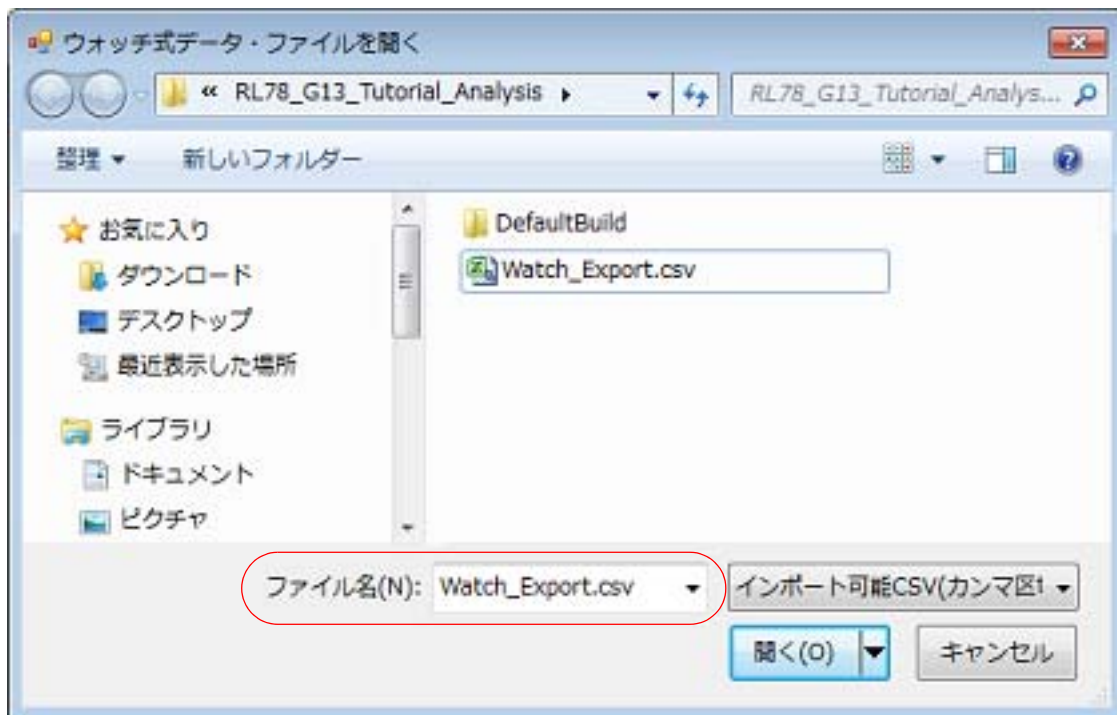 ウォッチ式データ・ファイルを開く
« RL78_G13_Tutorial_Analysis
RL78_G13_Tutorial_Analys...
整理
新しいフォルダー
お気に入り
ダウンロード
デスクトップ
最近表示した場所
ライブラリ
ドキュメント
ピクチャ
DefaultBuild
Watch_Export.csv
ファイル名(N): Watch_Export.csv
インポート可能CSV(カンマ区
開く(O)
キャンセル